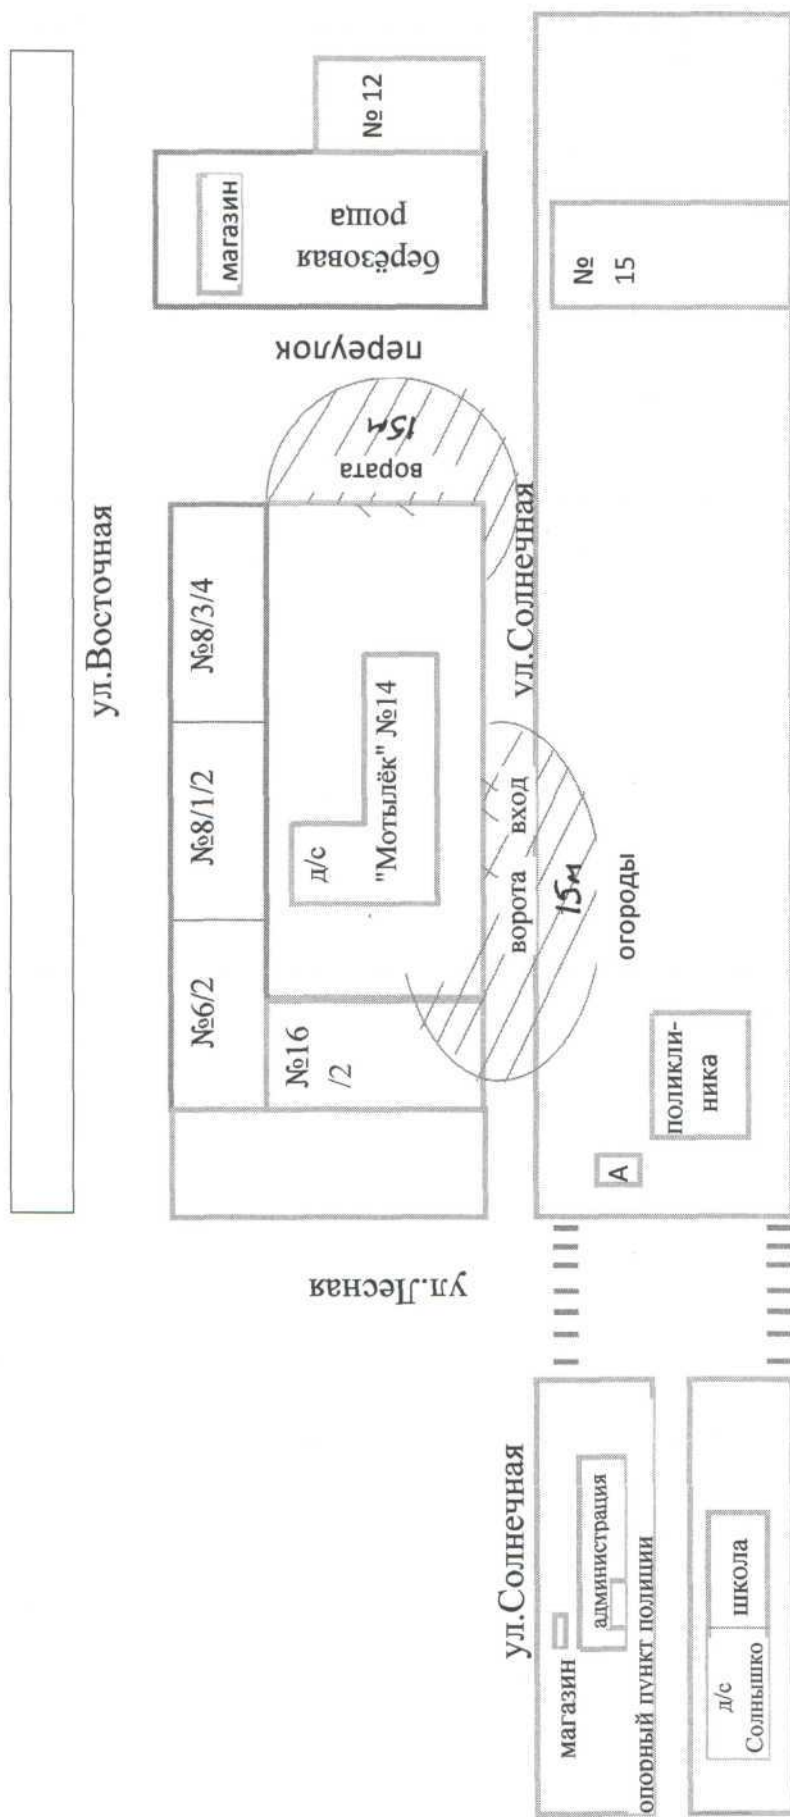 ул.Восточная
№6/2
№8/1/2
№8/3/4
№16
/2
д/с
"Мотылёк" №14
ворота
15м
переулок
магазин
берёзовая
роща
№ 12
ул.Лесная
ворота
вход
15м
ул.Солнечная
огороды
А
поликли-
ника
№
15
ул.Солнечная
магазин
администрация
опорный пункт полиции
д/с
Солнышко
школа